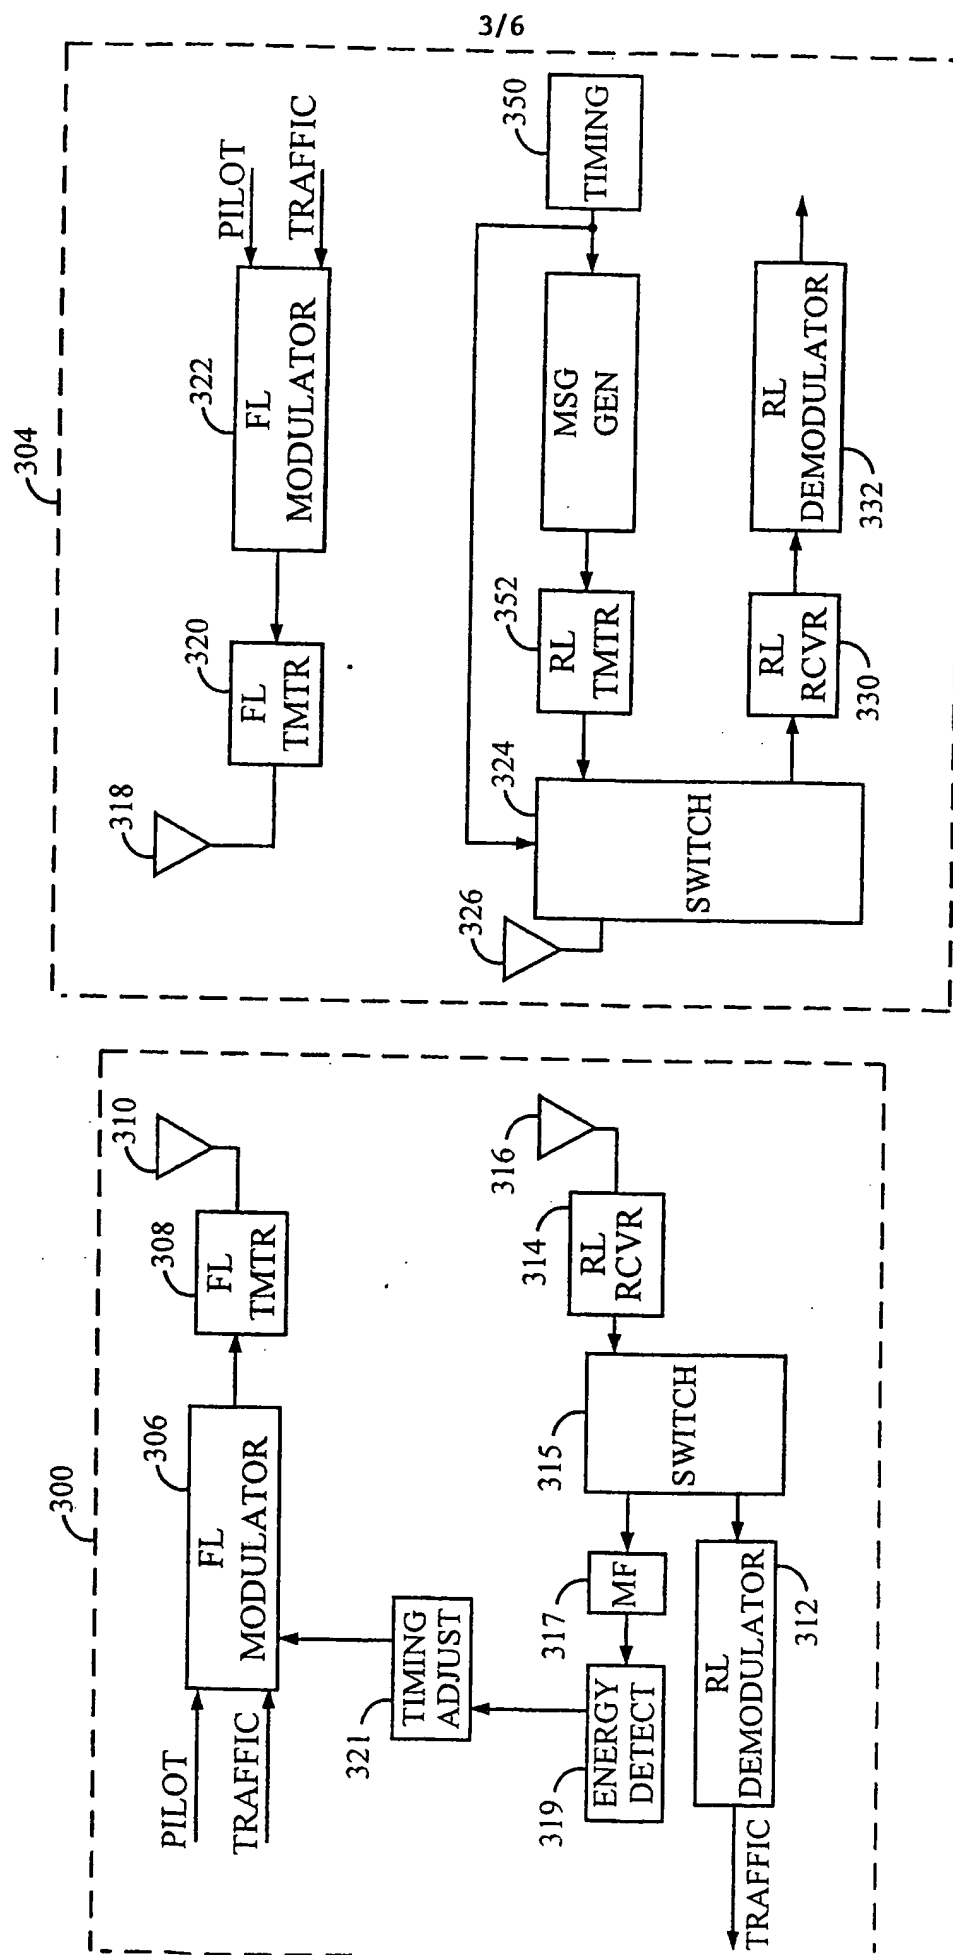 3/6
300
PILOT
TRAFFIC
306
FL
MODULATOR
308
FL
TMTR
310
321
TIMING
ADJUST
319
ENERGY
DETECT
317
MF
315
SWITCH
314
RL
RCVR
316
TRAFFIC
RL
DEMODULATOR
312
304
318
320
FL
TMTR
322
FL
MODULATOR
PILOT
TRAFFIC
326
324
SWITCH
352
RL
TMTR
MSG
GEN
350
TIMING
RL
RCVR
330
RL
DEMODULATOR
332